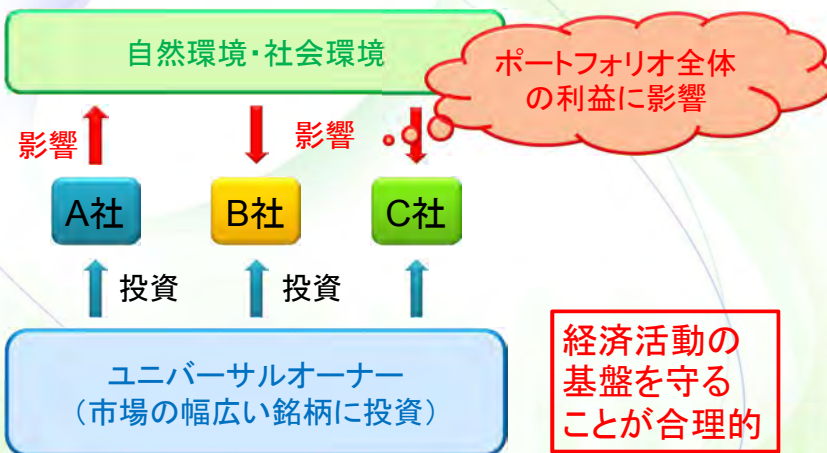 自然環境・社会環境
ポートフォリオ全体
の利益に影響
影響
影響
A社
B社
C社
投資
投資
ユニバーサルオーナー
（市場の幅広い銘柄に投資）
経済活動の
基盤を守る
ことが合理的